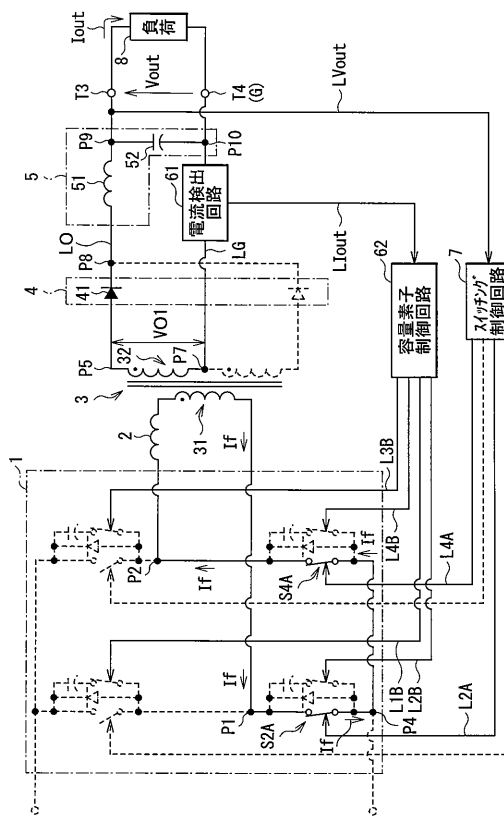 1
P2
If
S4A
If
P1
If
S2A
If
P4
L3B
L4B
L4A
L1B
L2B
L2A
2
3
31
If
32
P5
VO1
P7
4
41
P8
LO
LG
5
51
P9
52
P10
61
電流検出
回路
LIout
62
容量素子
制御回路
7
スイッチング
制御回路
LVout
T3
Vout
T4
(G)
Iout
8
負荷